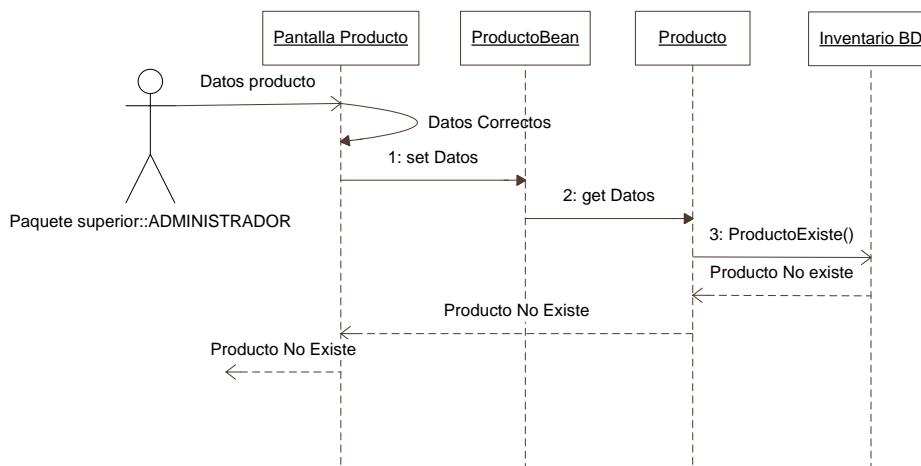 Pantalla Producto
ProductoBean
Producto
Inventario BD
Datos producto
Datos Correctos
1: set Datos
Paquete superior::ADMINISTRADOR
2: get Datos
3: ProductoExiste()
Producto No existe
Producto No Existe
Producto No Existe